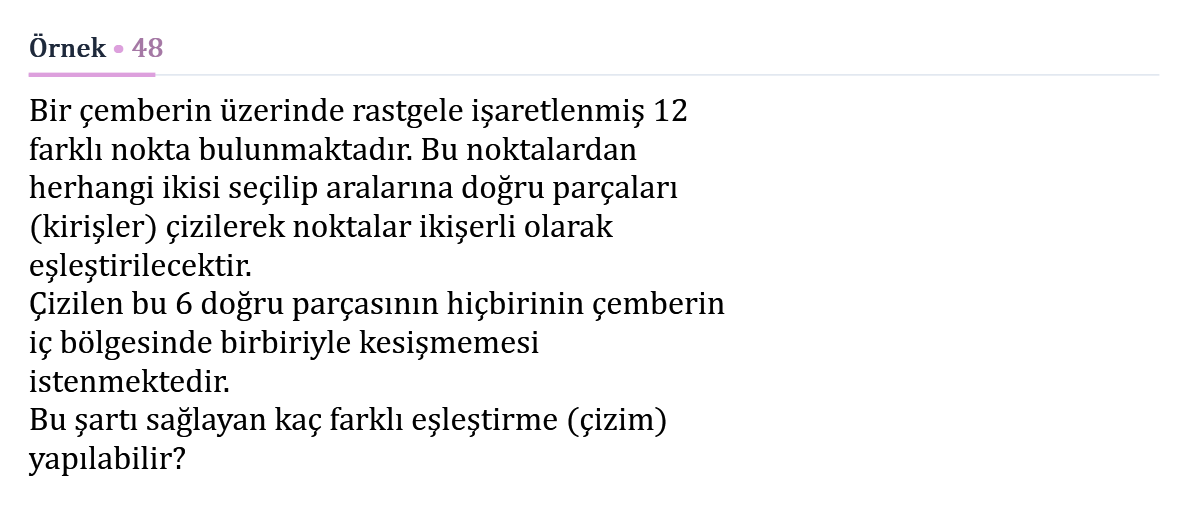 Örnek • 48
Bir çemberin üzerinde rastgele işaretlenmiş 12
farklı nokta bulunmaktadır. Bu noktalardan
herhangi ikisi seçilip aralarına doğru parçaları
(kirişler) çizilerek noktalar ikişerli olarak
eşleştirilecektir.
Çizilen bu 6 doğru parçasının hiçbirinin çemberin
iç bölgesinde birbiriyle kesişmemesi
istenmektedir.
Bu şartı sağlayan kaç farklı eşleştirme (çizim)
yapılabilir?